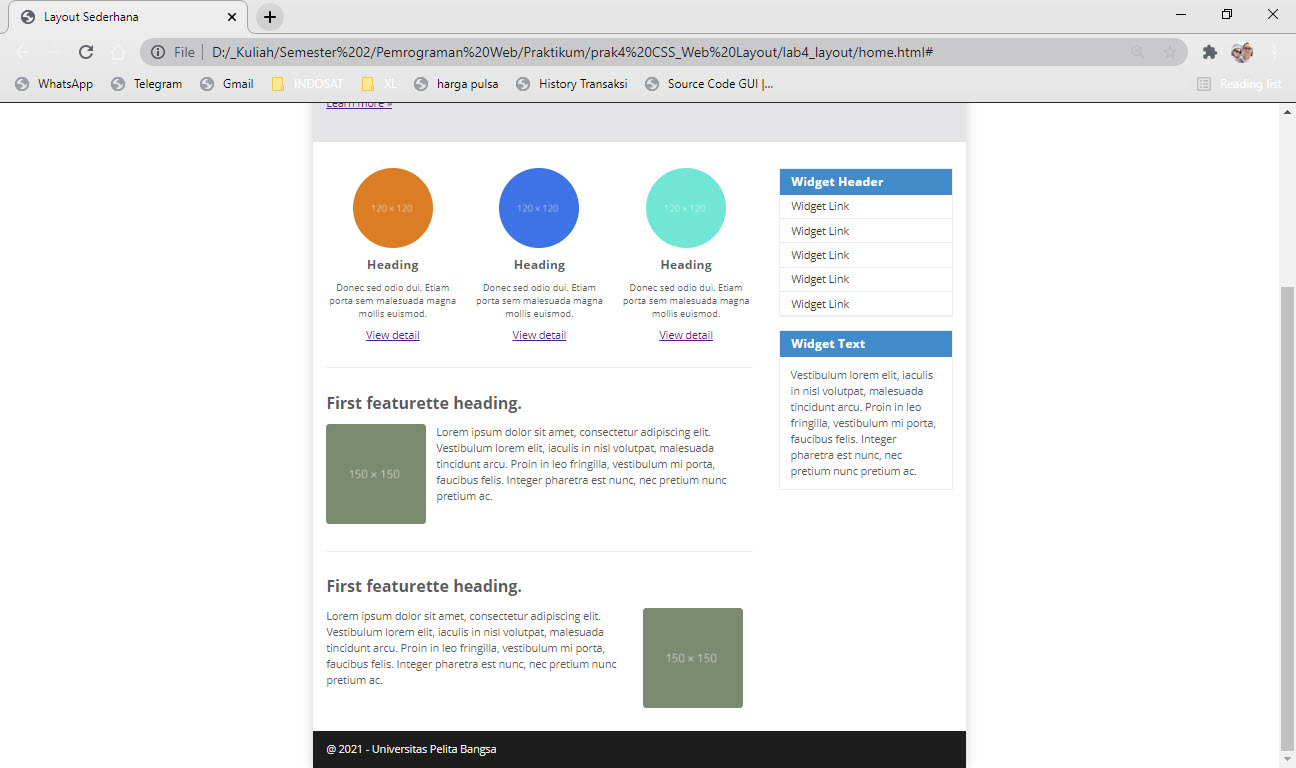 Layout Sederhana
File D:/_Kuliah/Semester%202/Pemrograman%20Web/Praktikum/prak4%20CSS_Web%20Layout/lab4_layout/home.html#
WhatsApp Telegram Gmail INDOSAT XL harga pulsa History Transaksi Source Code GUI |... Reading list
Learn more »
120 × 120
Heading
Donec sed odio dui. Etiam
porta sem malesuada magna
mollis euismod.
View detail
120 × 120
Heading
Donec sed odio dui. Etiam
porta sem malesuada magna
mollis euismod.
View detail
120 × 120
Heading
Donec sed odio dui. Etiam
porta sem malesuada magna
mollis euismod.
View detail
First featurette heading.
150 × 150
Lorem ipsum dolor sit amet, consectetur adipiscing elit.
Vestibulum lorem elit, iaculis in nisl volutpat, malesuada
tincidunt arcu. Proin in leo fringilla, vestibulum mi porta,
faucibus felis. Integer pharetra est nunc, nec pretium nunc
pretium ac.
First featurette heading.
Lorem ipsum dolor sit amet, consectetur adipiscing elit.
Vestibulum lorem elit, iaculis in nisl volutpat, malesuada
tincidunt arcu. Proin in leo fringilla, vestibulum mi porta,
faucibus felis. Integer pharetra est nunc, nec pretium nunc
pretium ac.
150 × 150
Widget Header
Widget Link
Widget Link
Widget Link
Widget Link
Widget Link
Widget Text
Vestibulum lorem elit, iaculis
in nisl volutpat, malesuada
tincidunt arcu. Proin in leo
fringilla, vestibulum mi porta,
faucibus felis. Integer
pharetra est nunc, nec
pretium nunc pretium ac.
@ 2021 - Universitas Pelita Bangsa